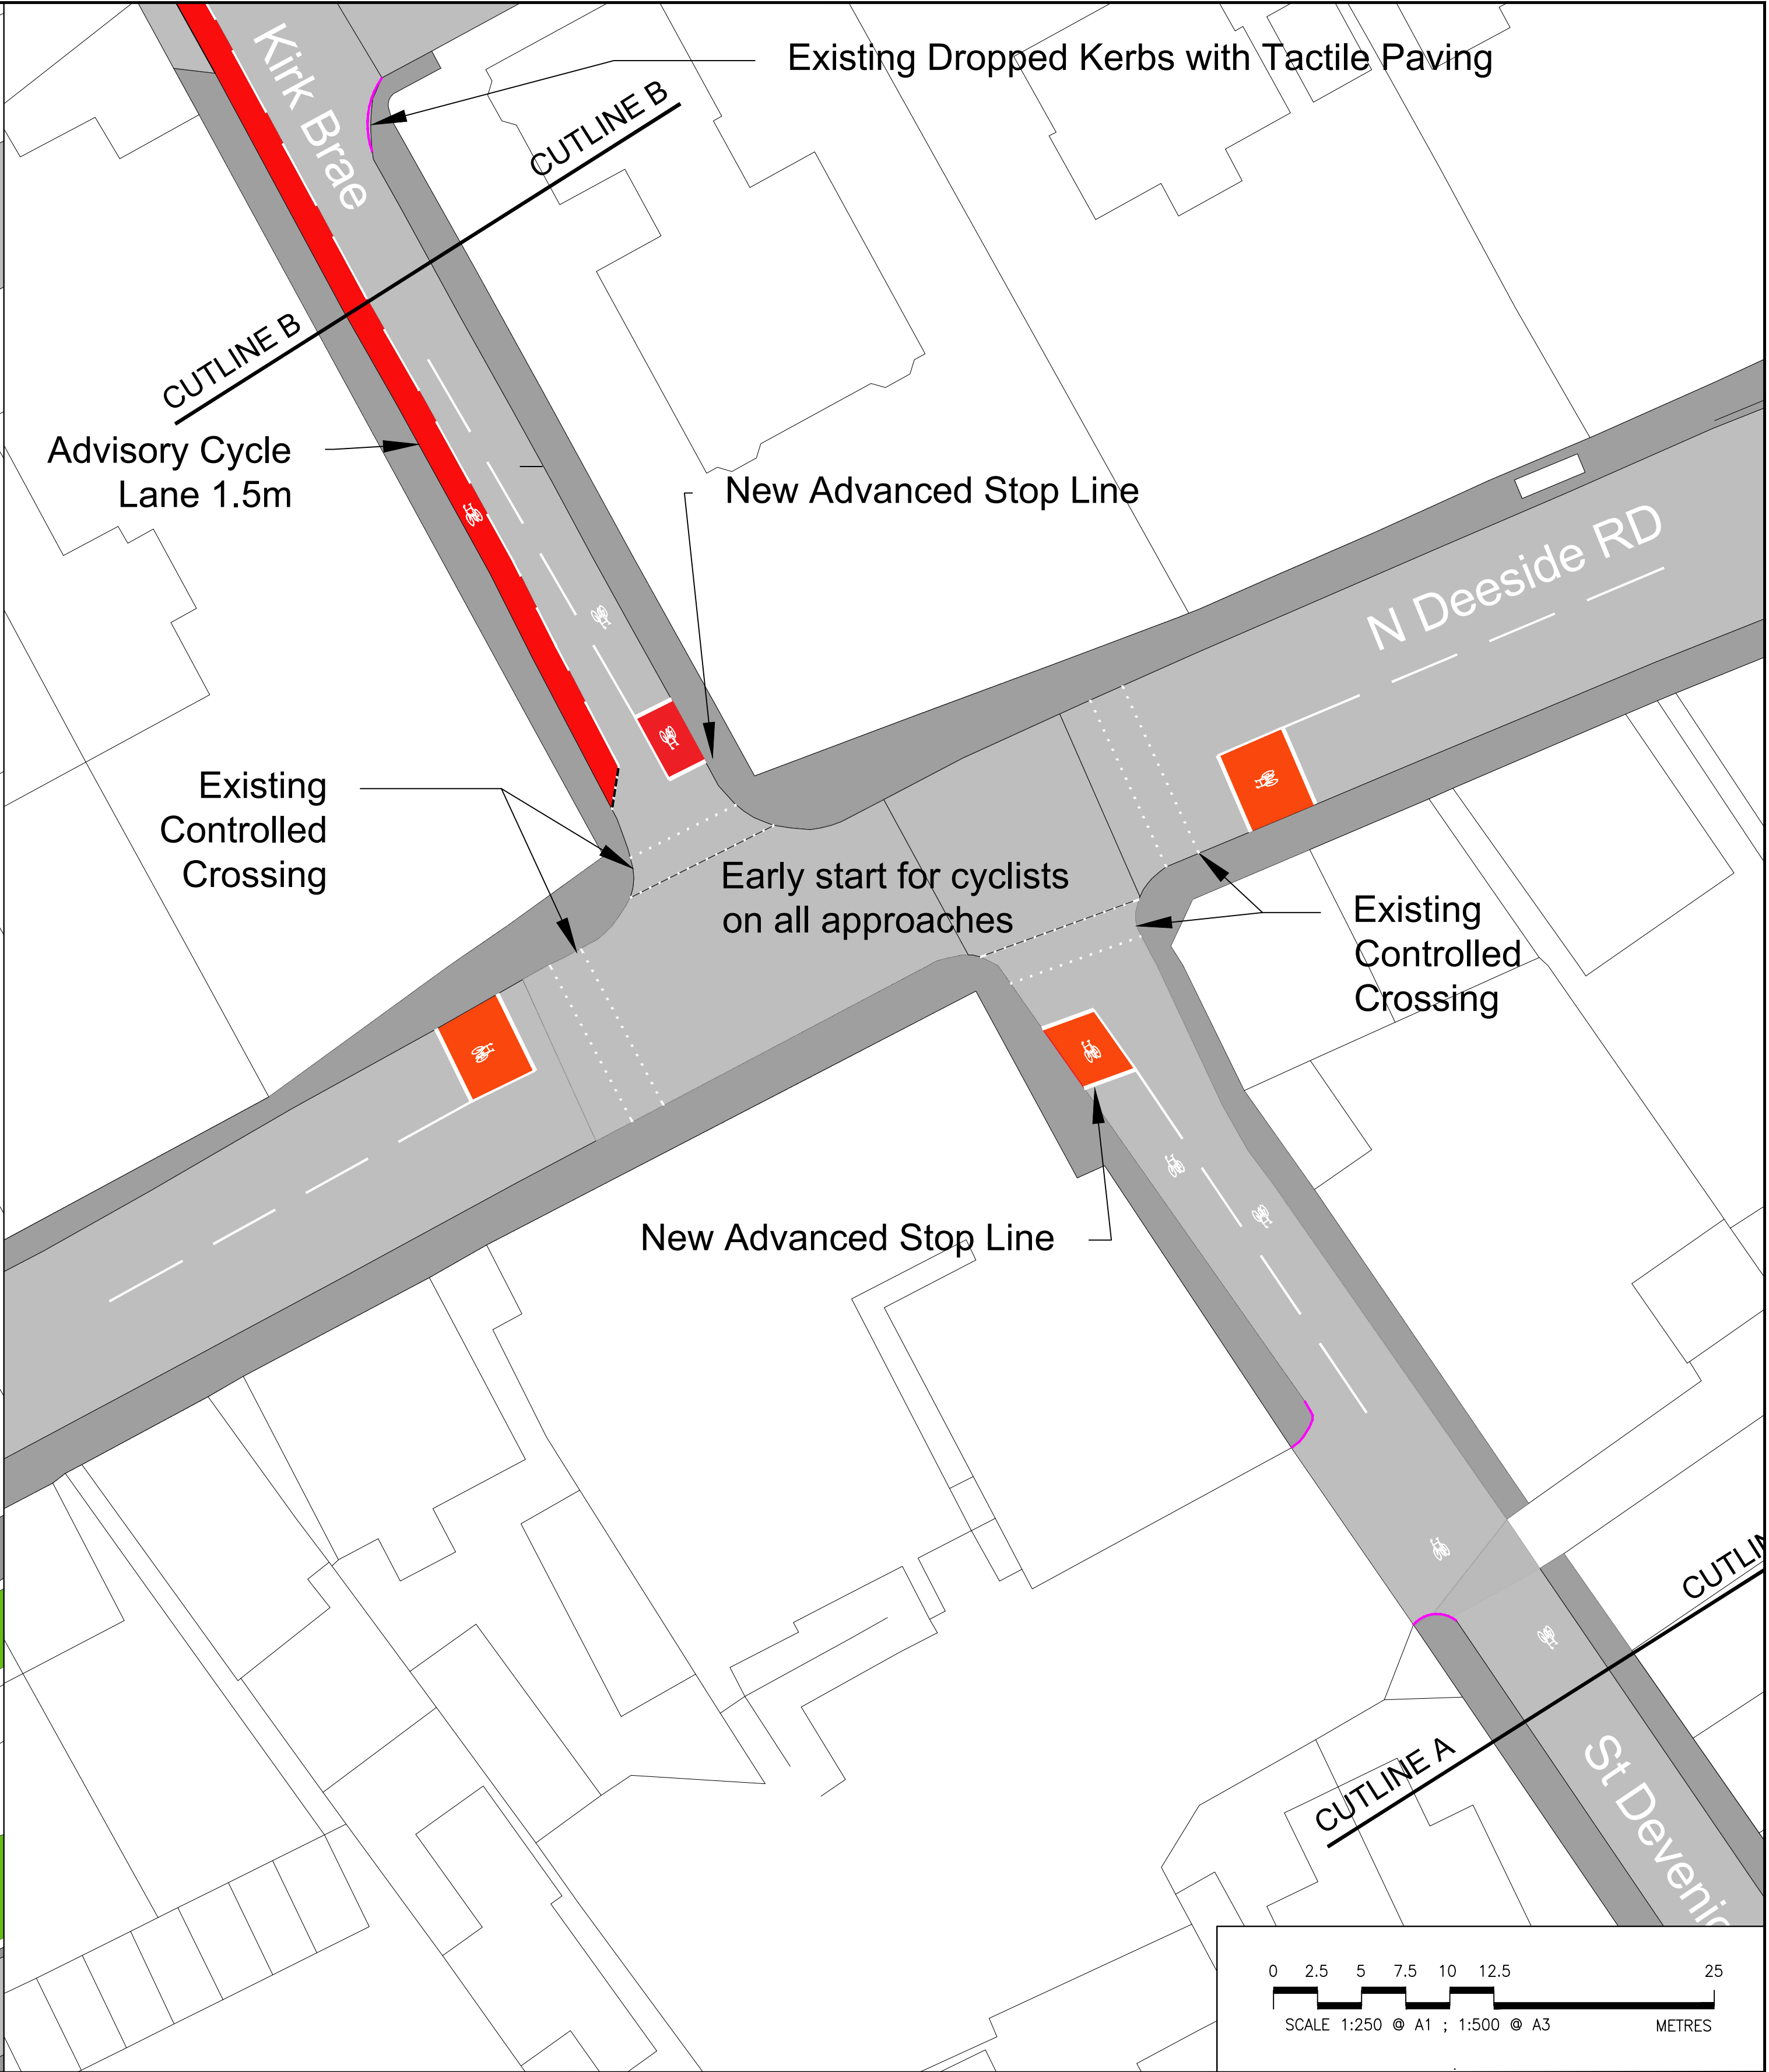 Kirk Brae
Existing Dropped Kerbs with Tactile Paving
CUTLINE B
CUTLINE B
Advisory Cycle
Lane 1.5m
New Advanced Stop Line
N Deeside RD
Existing
Controlled
Crossing
Early start for cyclists
on all approaches
Existing
Controlled
Crossing
New Advanced Stop Line
CUTLIN
CUTLINE A
St Devenic
0 2.5 5 7.5 10 12.5 25
SCALE 1:250 @ A1 ; 1:500 @ A3 METRES